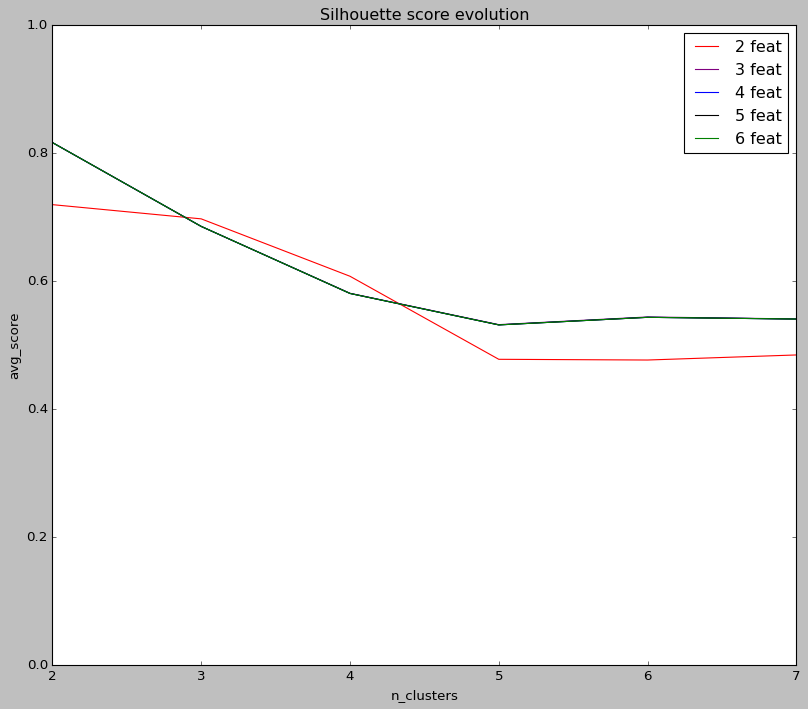 Silhouette score evolution
1.0
0.8
0.6
0.4
0.2
0.0
avg_score
2 feat
3 feat
4 feat
5 feat
6 feat
2 3 4 5 6 7
n_clusters